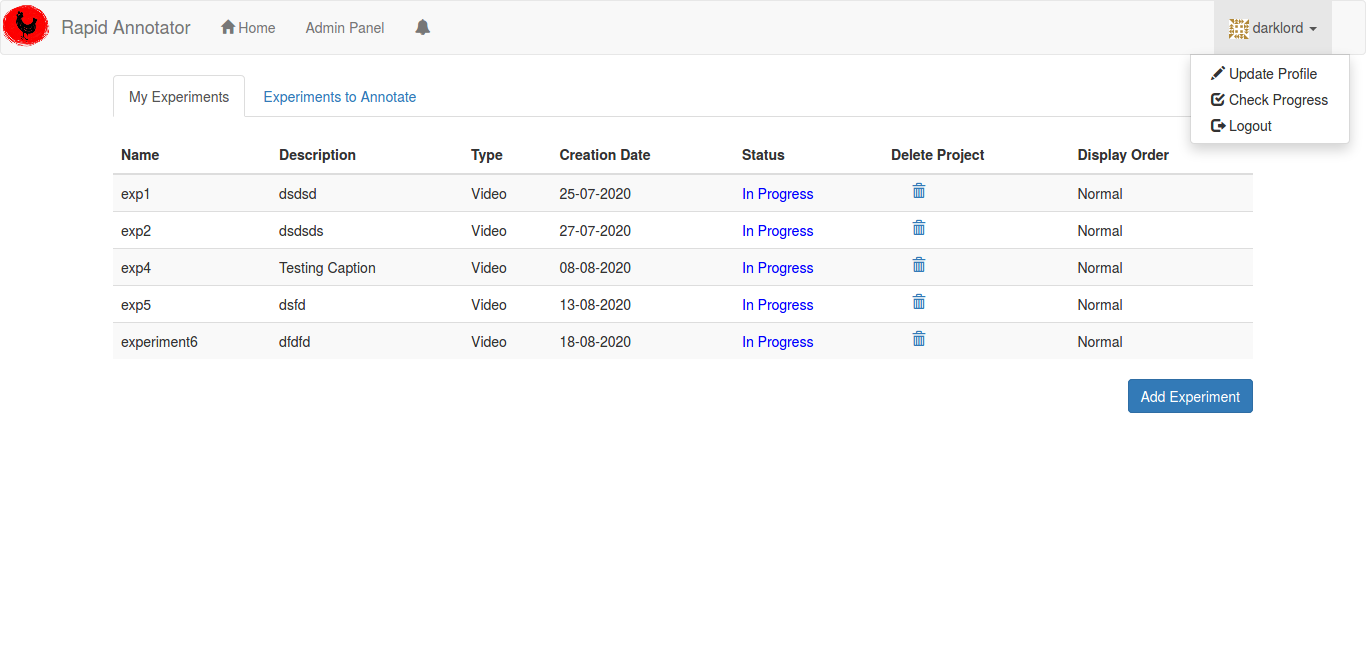 Rapid Annotator Home Admin Panel darklord
Update Profile
Check Progress
Logout
My Experiments Experiments to Annotate
Name Description Type Creation Date Status Delete Project Display Order
exp1 dsdsd Video 25-07-2020 In Progress Normal
exp2 dsdsds Video 27-07-2020 In Progress Normal
exp4 Testing Caption Video 08-08-2020 In Progress Normal
exp5 dsfd Video 13-08-2020 In Progress Normal
experiment6 dfdfd Video 18-08-2020 In Progress Normal
Add Experiment